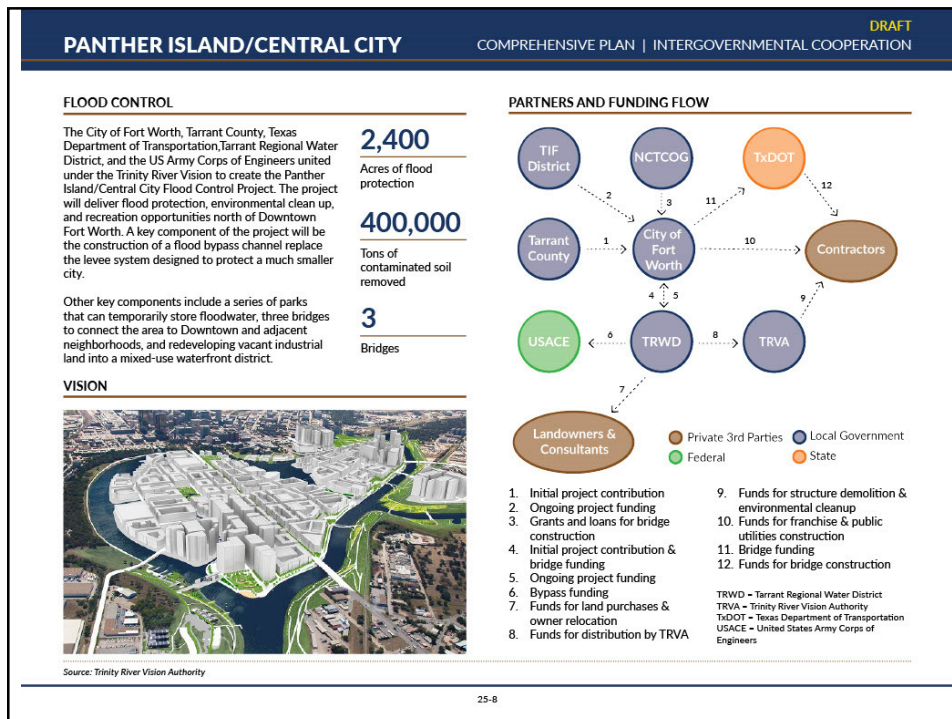 DRAFT
PANTHER ISLAND/CENTRAL CITY
COMPREHENSIVE PLAN | INTERGOVERNMENTAL COOPERATION
FLOOD CONTROL
The City of Fort Worth, Tarrant County, Texas
Department of Transportation,Tarrant Regional Water
District, and the US Army Corps of Engineers united
under the Trinity River Vision to create the Panther
Island/Central City Flood Control Project. The project
will deliver flood protection, environmental clean up,
and recreation opportunities north of Downtown
Fort Worth. A key component of the project will be
the construction of a flood bypass channel replace
the levee system designed to protect a much smaller
city.
Other key components include a series of parks
that can temporarily store floodwater, three bridges
to connect the area to Downtown and adjacent
neighborhoods, and redeveloping vacant industrial
land into a mixed-use waterfront district.
2,400
Acres of flood
protection
400,000
Tons of
contaminated soil
removed
3
Bridges
VISION
PARTNERS AND FUNDING FLOW
TIF
District
NCTCOG
TxDOT
2
3
11
12
Tarrant
County
1
City of
Fort
Worth
10
Contractors
4
5
9
USACE
6
TRWD
8
TRVA
7
Landowners &
Consultants
Private 3rd Parties
Local Government
Federal
State
1. Initial project contribution
2. Ongoing project funding
3. Grants and loans for bridge
construction
4. Initial project contribution &
bridge funding
5. Ongoing project funding
6. Bypass funding
7. Funds for land purchases &
owner relocation
8. Funds for distribution by TRVA
9. Funds for structure demolition &
environmental cleanup
10. Funds for franchise & public
utilities construction
11. Bridge funding
12. Funds for bridge construction
TRWD = Tarrant Regional Water District
TRVA = Trinity River Vision Authority
TxDOT = Texas Department of Transportation
USACE = United States Army Corps of
Engineers
Source: Trinity River Vision Authority
25-8